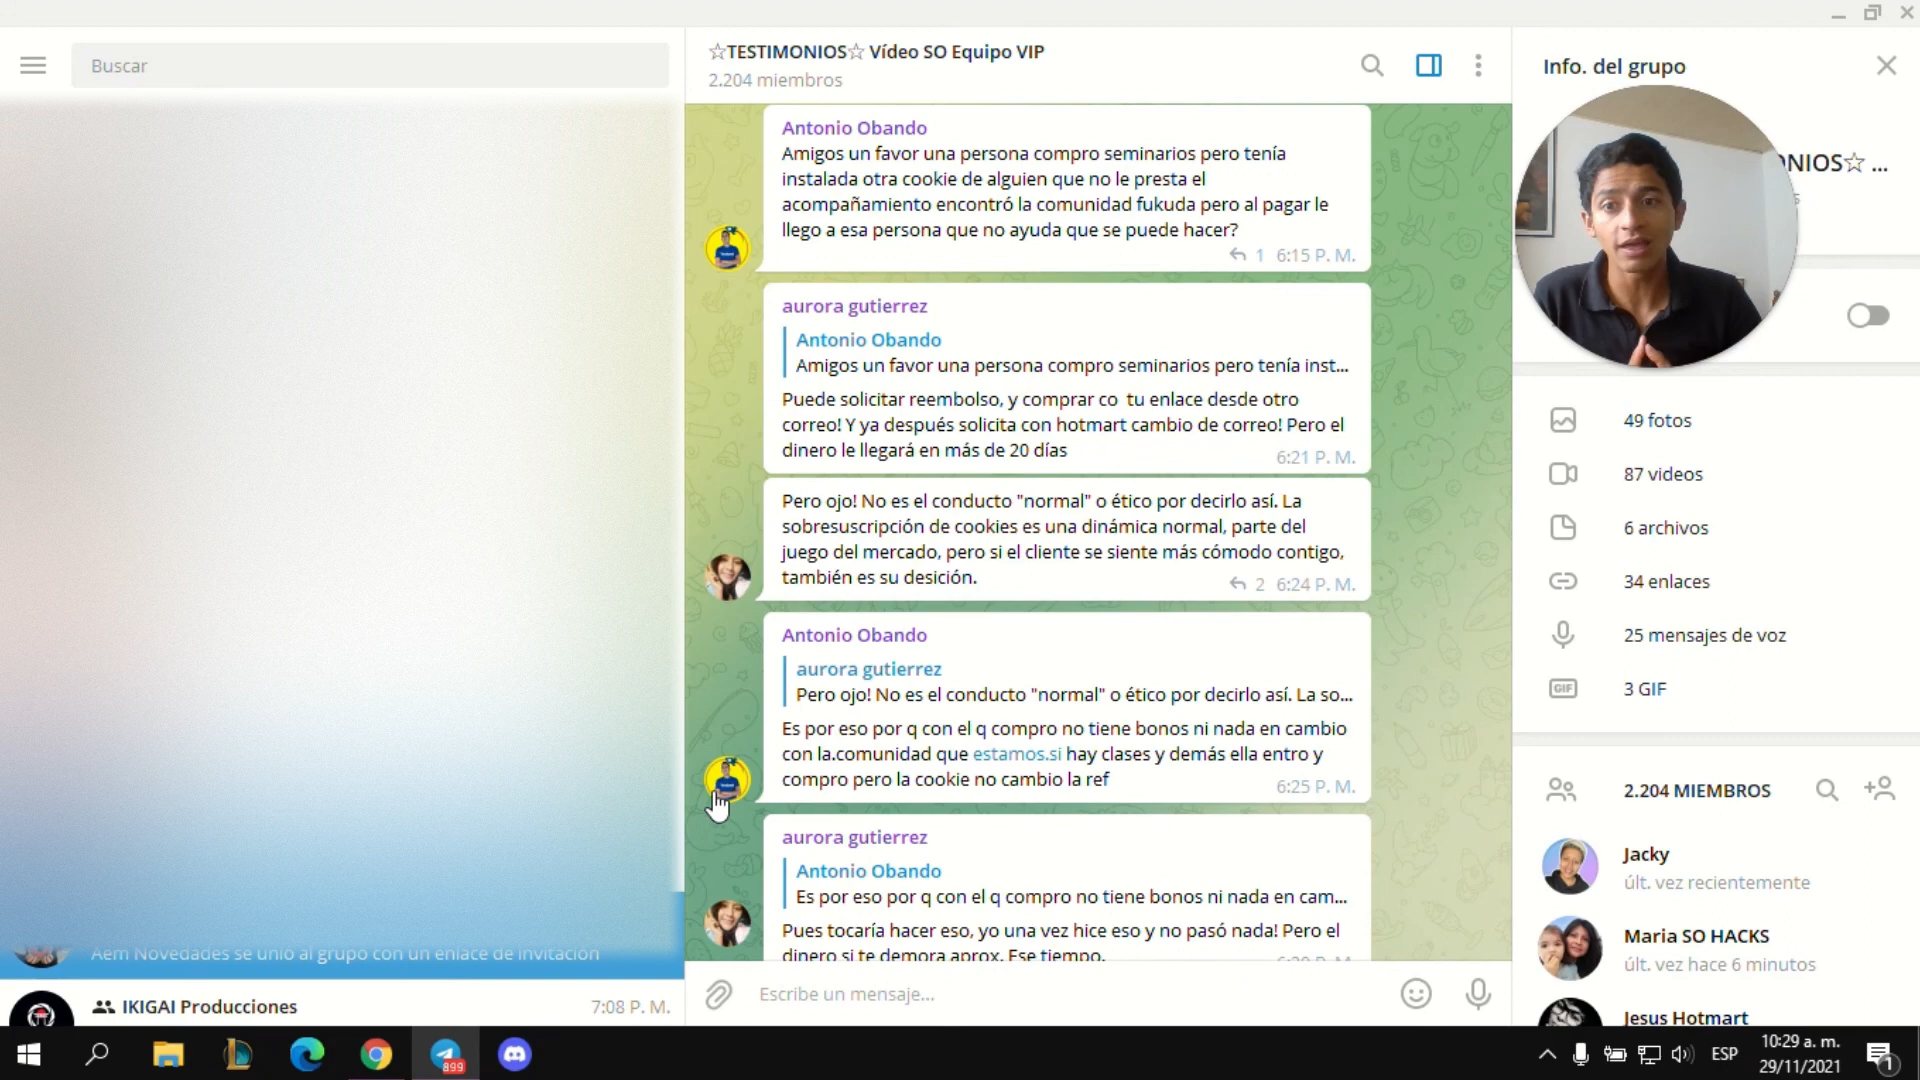 Buscar
☆TESTIMONIOS☆ Vídeo SO Equipo VIP
2.204 miembros
Info. del grupo
NIOS☆ ...
Antonio Obando
Amigos un favor una persona compro seminarios pero tenía
instalada otra cookie de alguien que no le presta el
acompañamiento encontró la comunidad fukuda pero al pagar le
llego a esa persona que no ayuda que se puede hacer?
1 6:15 P. M.
aurora gutierrez
Antonio Obando
Amigos un favor una persona compro seminarios pero tenía inst...
Puede solicitar reembolso, y comprar co tu enlace desde otro
correo! Y ya después solicita con hotmart cambio de correo! Pero el
dinero le llegará en más de 20 días
6:21 P. M.
Pero ojo! No es el conducto "normal" o ético por decirlo así. La
sobresuscripción de cookies es una dinámica normal, parte del
juego del mercado, pero si el cliente se siente más cómodo contigo,
también es su desición.
2 6:24 P. M.
Antonio Obando
aurora gutierrez
Pero ojo! No es el conducto "normal" o ético por decirlo así. La so...
Es por eso por q con el q compro no tiene bonos ni nada en cambio
con la.comunidad que estamos.si hay clases y demás ella entro y
compro pero la cookie no cambio la ref
6:25 P. M.
aurora gutierrez
Antonio Obando
Es por eso por q con el q compro no tiene bonos ni nada en cam...
Pues tocaría hacer eso, yo una vez hice eso y no pasó nada! Pero el
dinero si te demora aprox. Ese tiempo.
Escribe un mensaje...
49 fotos
87 videos
6 archivos
34 enlaces
25 mensajes de voz
GIF
3 GIF
2.204 MIEMBROS
Jacky
últ. vez recientemente
Maria SO HACKS
últ. vez hace 6 minutos
Jesus Hotmart
Aem Novedades se unió al grupo con un enlace de invitación
IKIGAI Producciones
7:08 P. M.
899
ESP
10:29 a. m.
29/11/2021
1